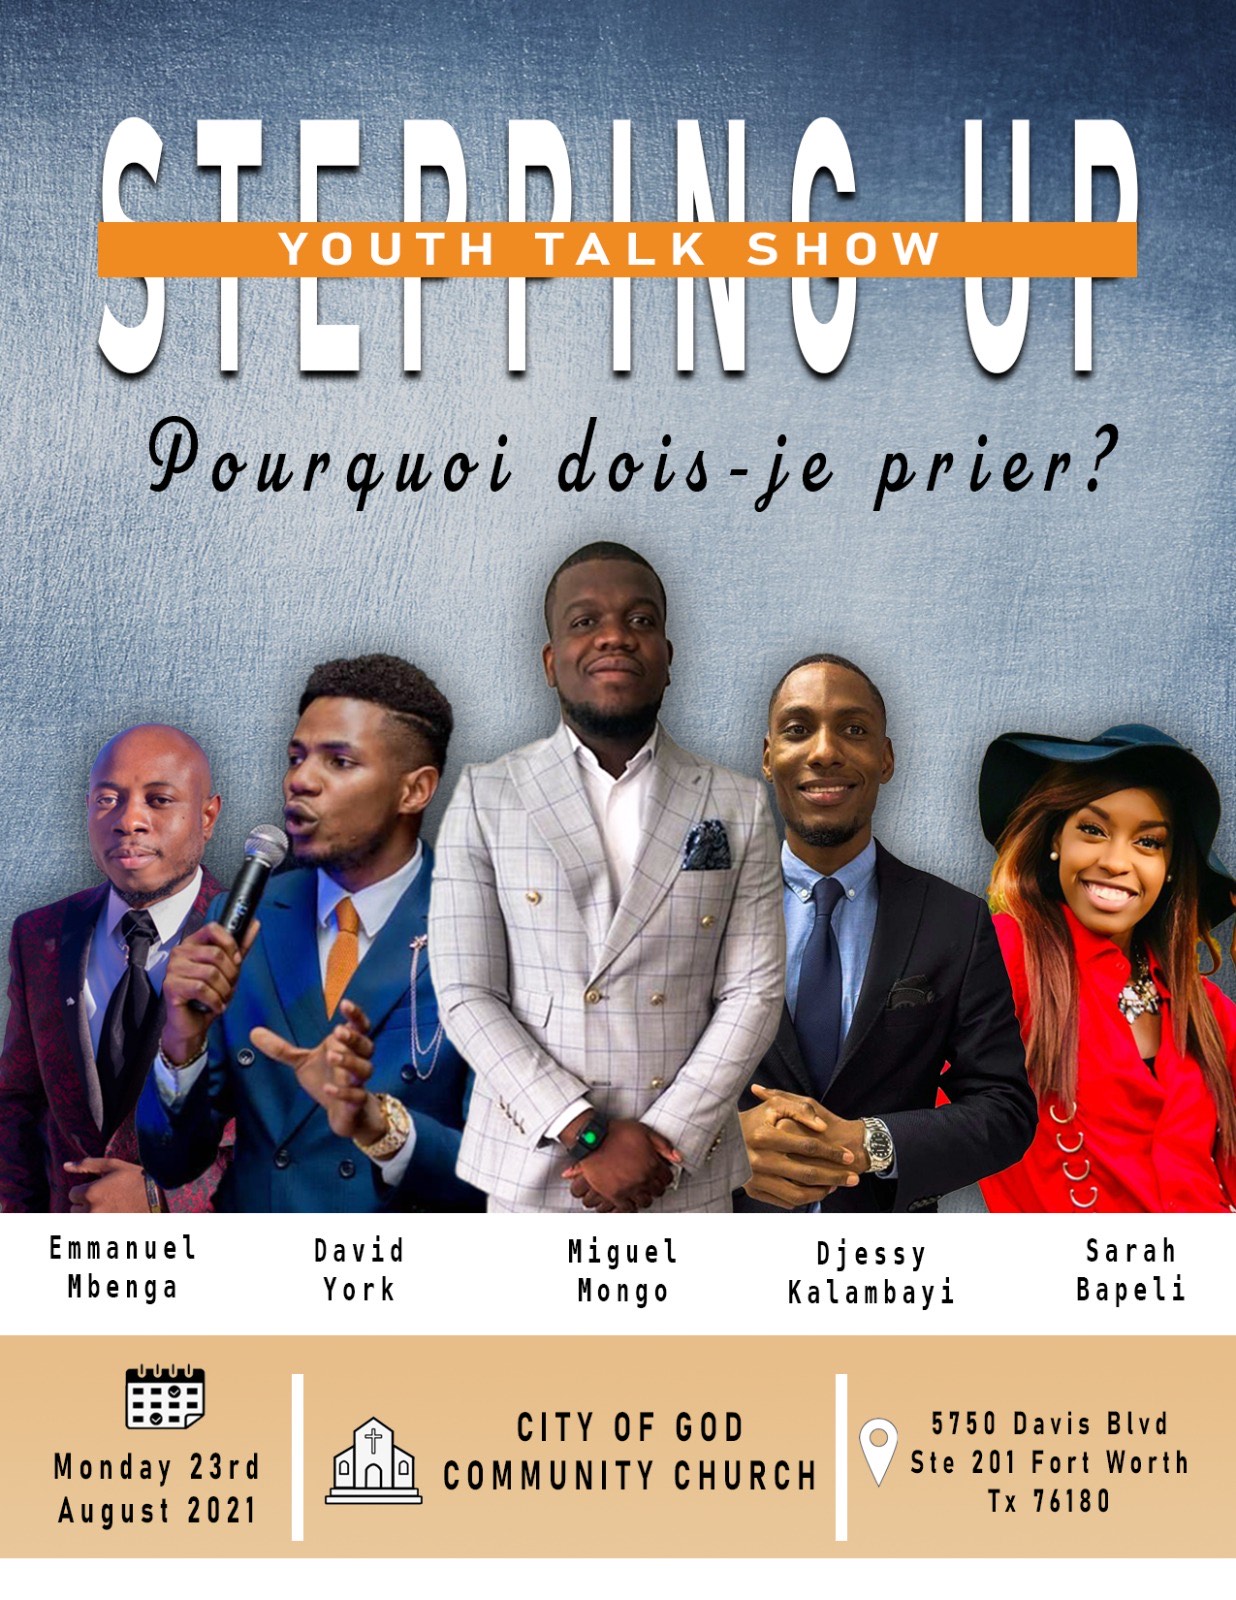 STEPPING UP
YOUTH TALK SHOW
Pourquoi dois-je prier?
Emmanuel
Mbenga
David
York
Miguel
Mongo
Djessy
Kalambayi
Sarah
Bapeli
Monday 23rd
August 2021
CITY OF GOD
COMMUNITY CHURCH
5750 Davis Blvd
Ste 201 Fort Worth
Tx 76180